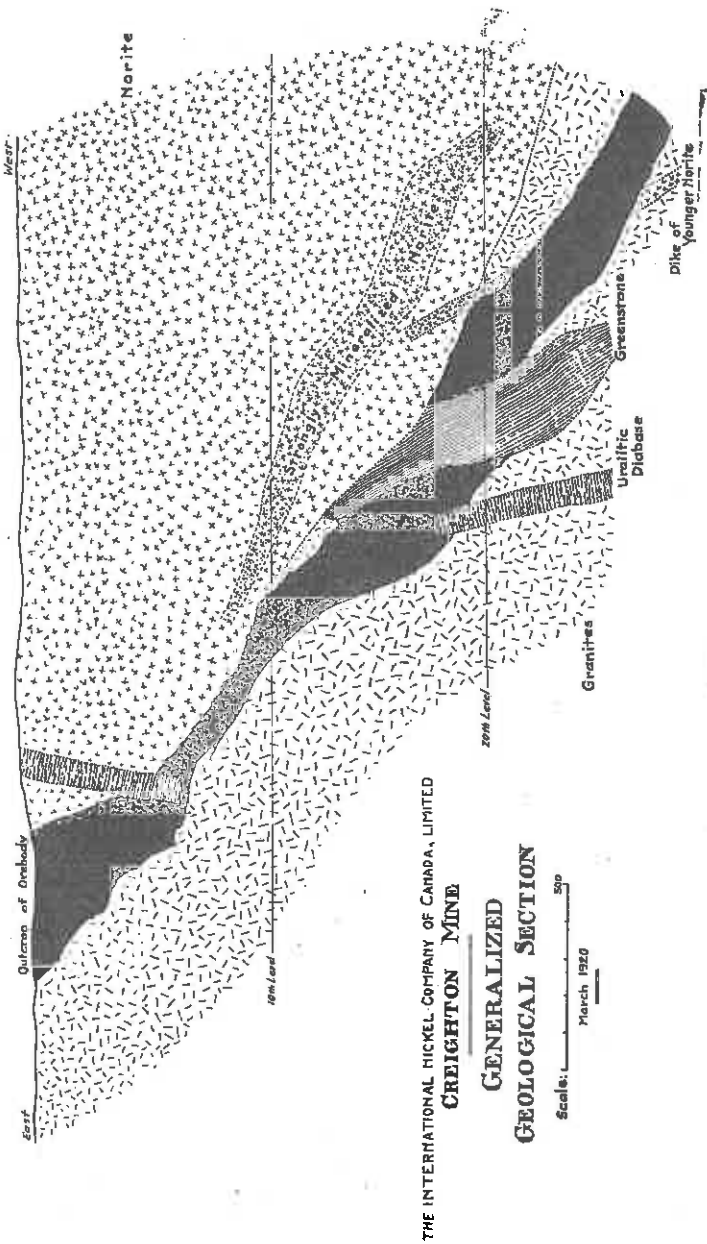 West
Norite
Strongly Mineralized Norite
Outcrop of Orebody
East
10th Level
20th Level
Granites
Uralitic
Diabase
Greenstone
Dike of
Younger Norite
THE INTERNATIONAL NICKEL COMPANY OF CANADA, LIMITED
CREIGHTON MINE
GENERALIZED
GEOLOGICAL SECTION
Scale:
500
March 1920